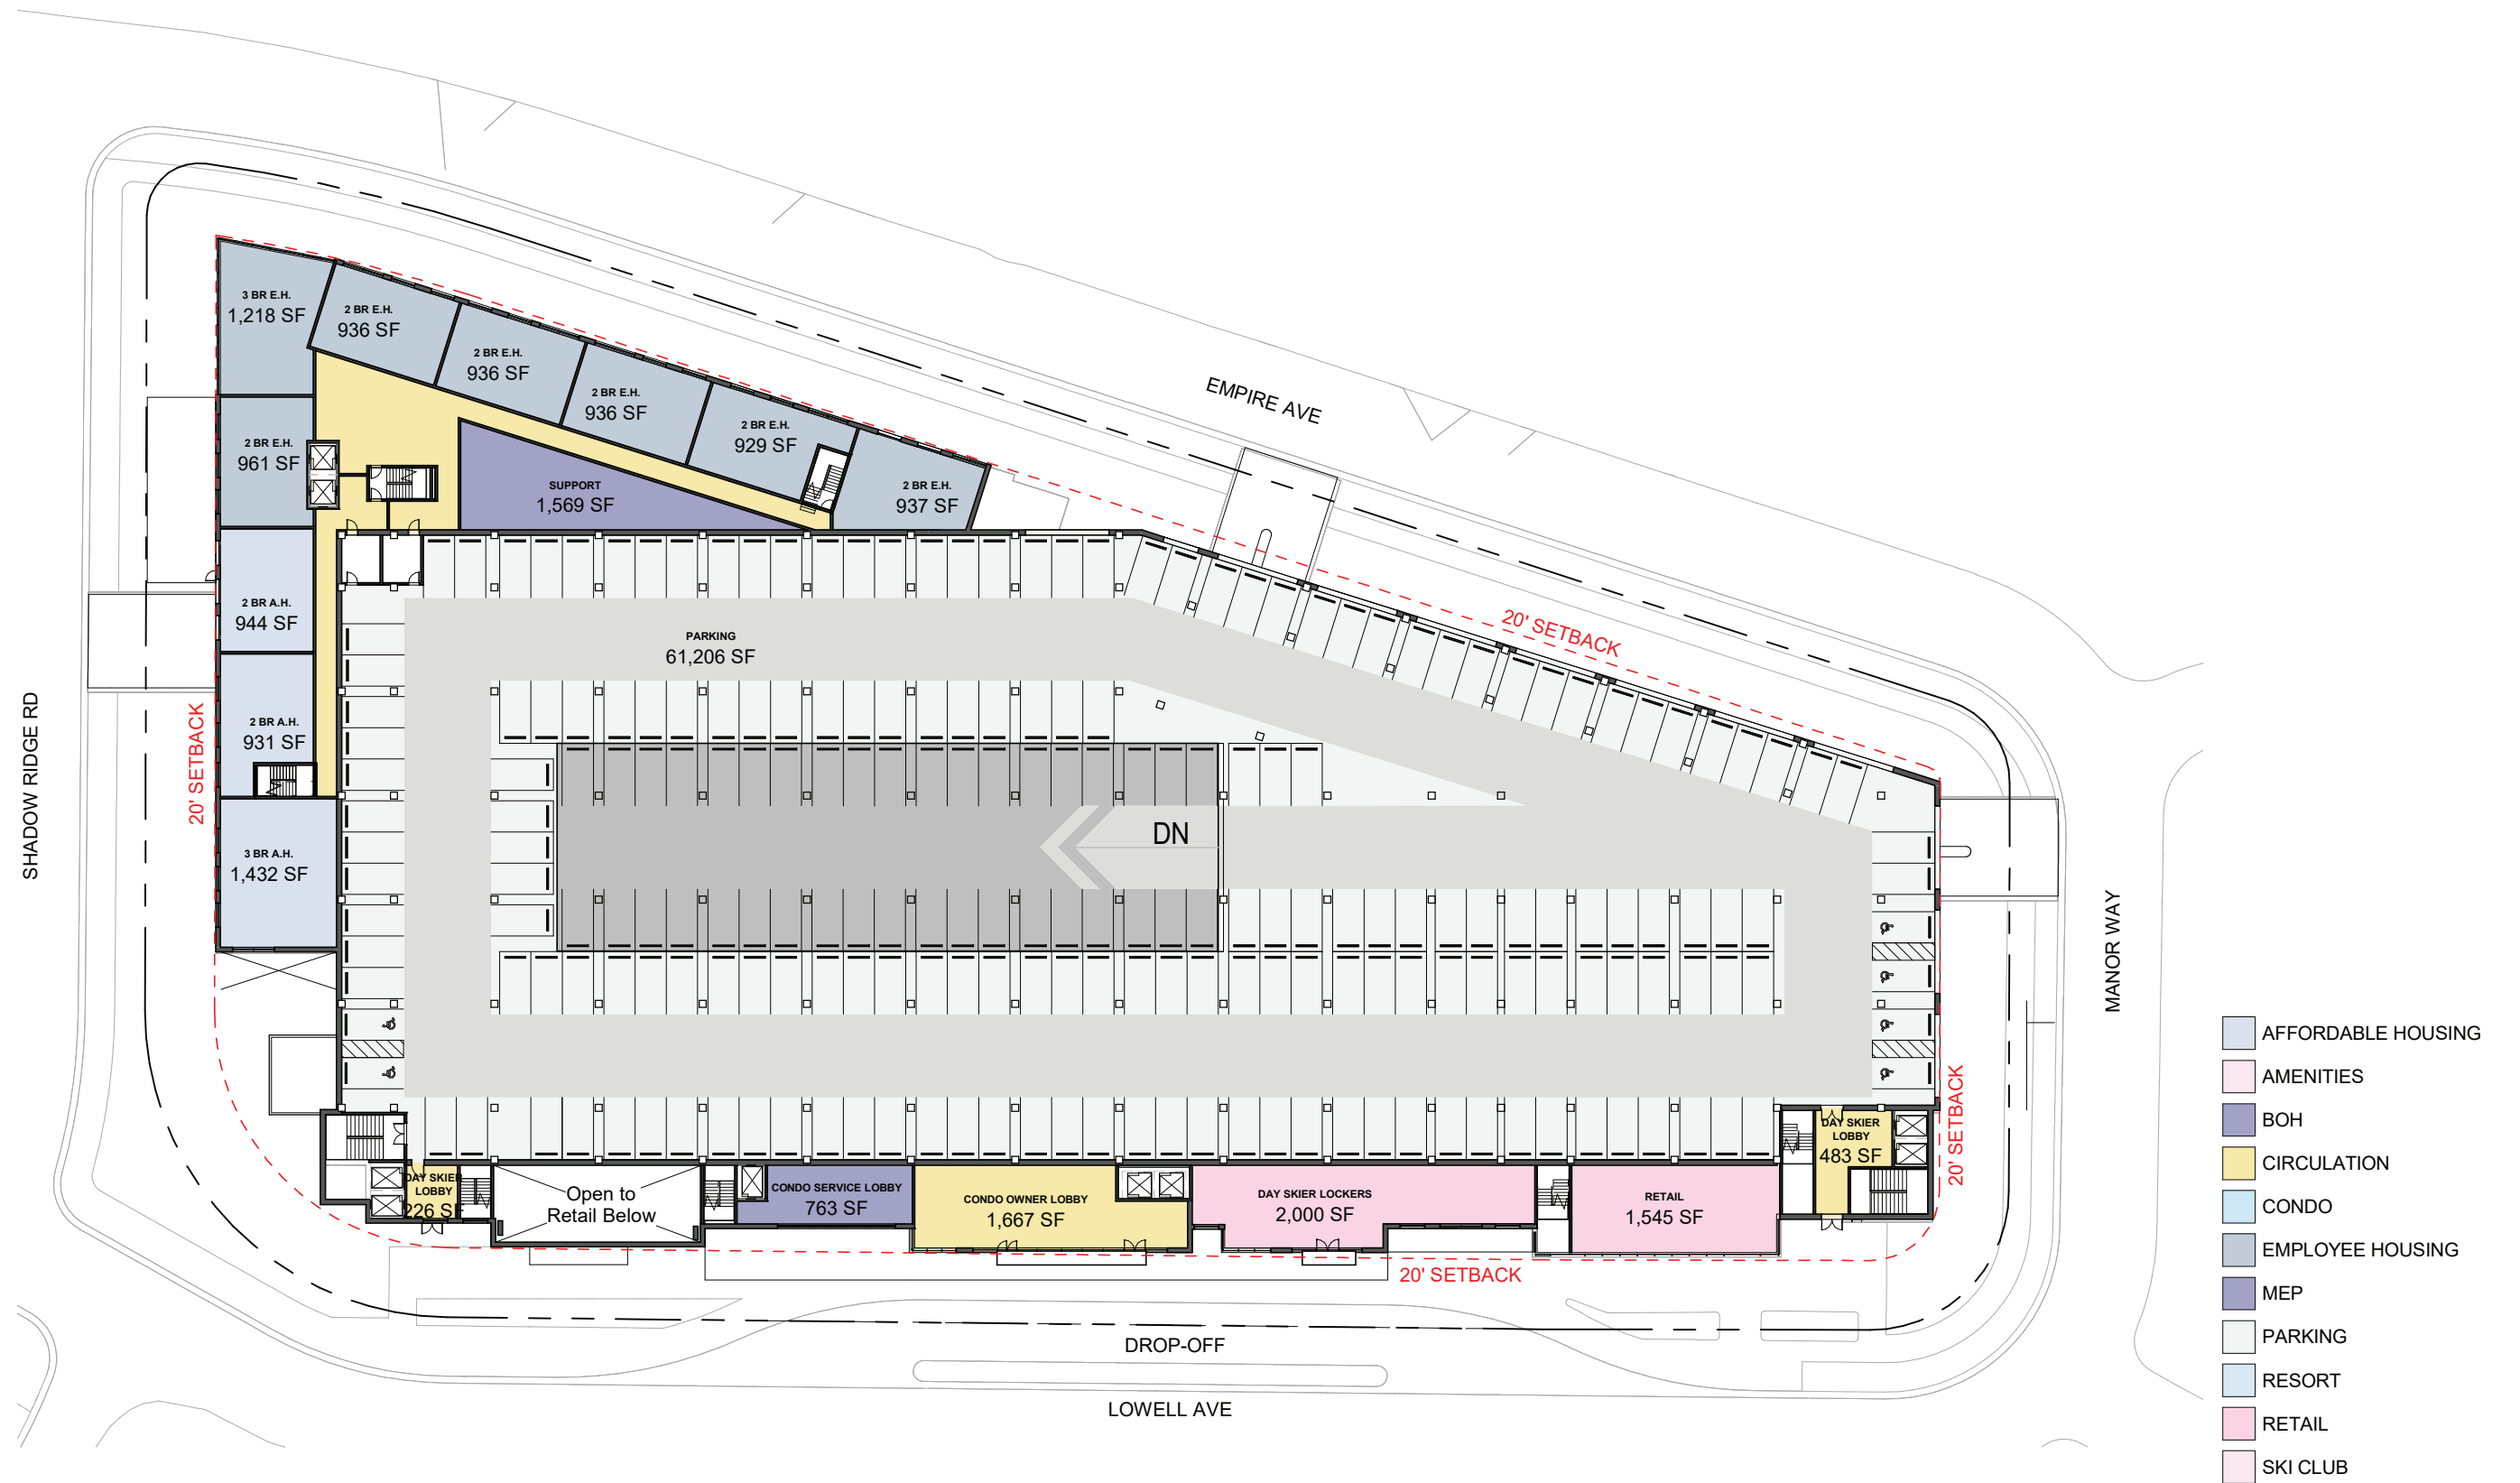 3 BR E.H.
1,218 SF
2 BR E.H.
936 SF
2 BR E.H.
936 SF
2 BR E.H.
936 SF
2 BR E.H.
929 SF
2 BR E.H.
937 SF
2 BR E.H.
961 SF
SUPPORT
1,569 SF
EMPIRE AVE
2 BR A.H.
944 SF
2 BR A.H.
931 SF
3 BR A.H.
1,432 SF
PARKING
61,206 SF
20' SETBACK
20' SETBACK
SHADOW RIDGE RD
DN
MANOR WAY
20' SETBACK
DAY SKIER
LOBBY
226 SF
Open to
Retail Below
CONDO SERVICE LOBBY
763 SF
CONDO OWNER LOBBY
1,667 SF
DAY SKIER LOCKERS
2,000 SF
RETAIL
1,545 SF
DAY SKIER
LOBBY
483 SF
20' SETBACK
DROP-OFF
LOWELL AVE
AFFORDABLE HOUSING
AMENITIES
BOH
CIRCULATION
CONDO
EMPLOYEE HOUSING
MEP
PARKING
RESORT
RETAIL
SKI CLUB